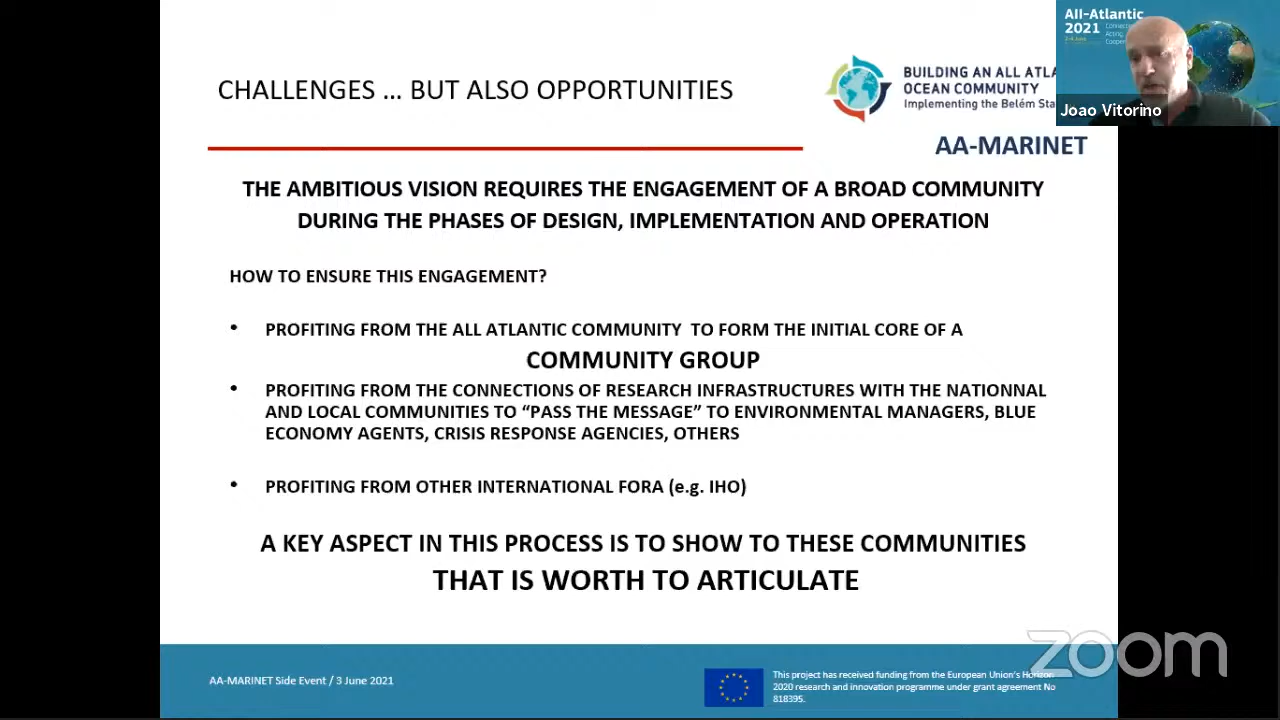 CHALLENGES ... BUT ALSO OPPORTUNITIES
BUILDING AN ALL ATLA
OCEAN COMMUNITY
Implementing the Belém Sta
All-Atlantic
2021
Connecting
Acting
Cooper
Joao Vitorino
AA-MARINET
THE AMBITIOUS VISION REQUIRES THE ENGAGEMENT OF A BROAD COMMUNITY
DURING THE PHASES OF DESIGN, IMPLEMENTATION AND OPERATION
HOW TO ENSURE THIS ENGAGEMENT?
• PROFITING FROM THE ALL ATLANTIC COMMUNITY TO FORM THE INITIAL CORE OF A
COMMUNITY GROUP
• PROFITING FROM THE CONNECTIONS OF RESEARCH INFRASTRUCTURES WITH THE NATIONNAL
AND LOCAL COMMUNITIES TO “PASS THE MESSAGE” TO ENVIRONMENTAL MANAGERS, BLUE
ECONOMY AGENTS, CRISIS RESPONSE AGENCIES, OTHERS
• PROFITING FROM OTHER INTERNATIONAL FORA (e.g. IHO)
A KEY ASPECT IN THIS PROCESS IS TO SHOW TO THESE COMMUNITIES
THAT IS WORTH TO ARTICULATE
zoom
AA-MARINET Side Event / 3 June 2021
This project has received funding from the European Union's Horizon
2020 research and innovation programme under grant agreement No
818395.